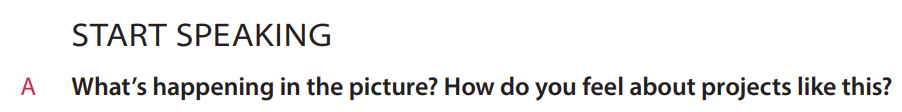 START SPEAKING
A What's happening in the picture? How do you feel about projects like this?